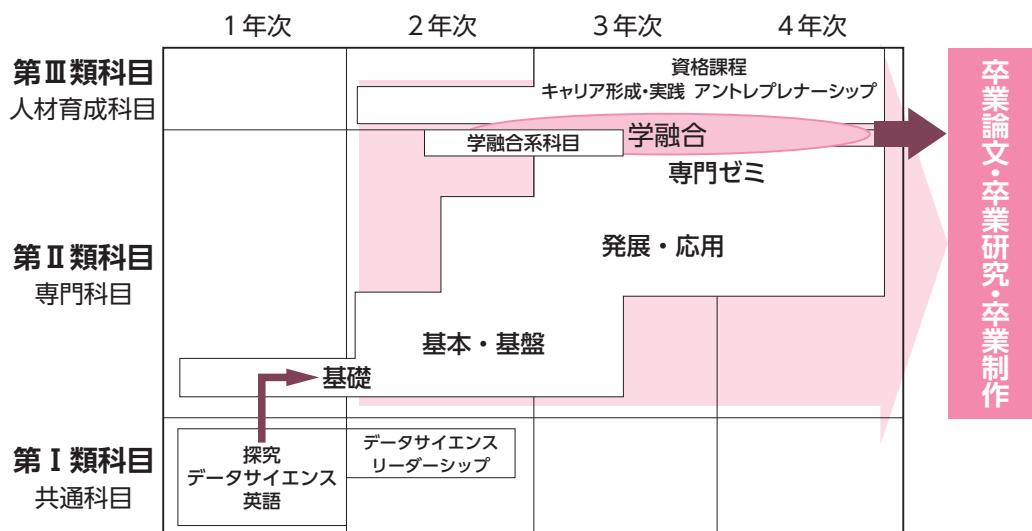 1年次
2年次
3年次
4年次
第Ⅲ類科目
人材育成科目
資格課程
キャリア形成・実践 アントレプレナーシップ
学融合系科目
学融合
専門ゼミ
第Ⅱ類科目
専門科目
発展・応用
基本・基盤
基礎
第Ⅰ類科目
共通科目
探究
データサイエンス
英語
データサイエンス
リーダーシップ
卒業論文・卒業研究・卒業制作